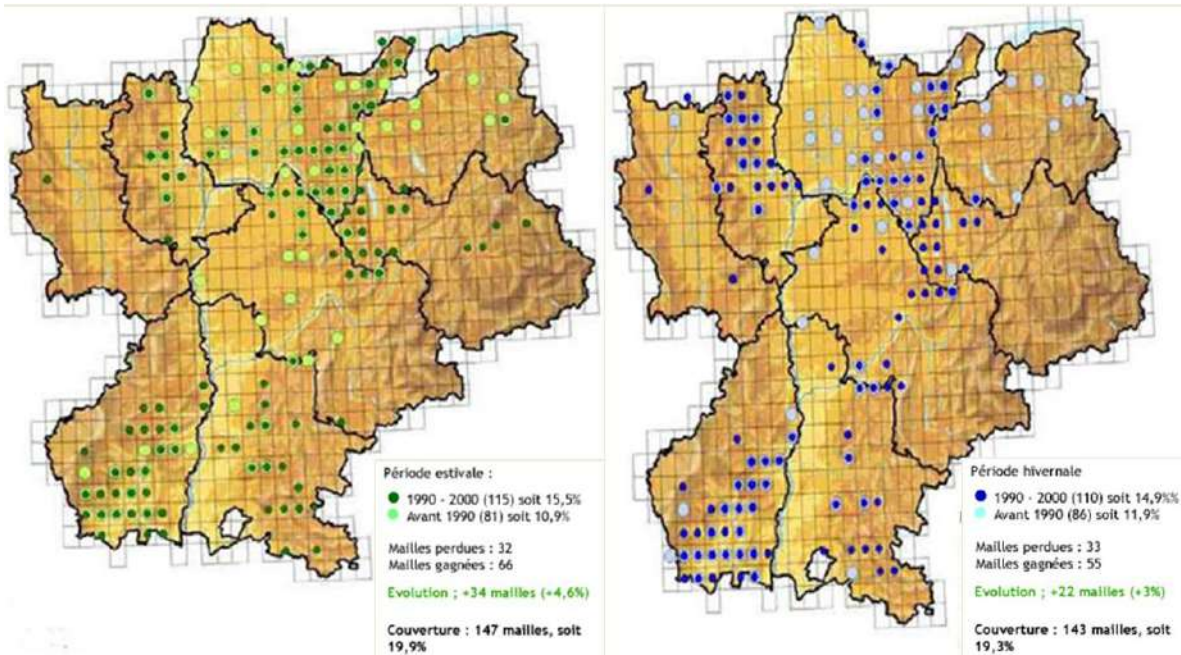 Période estivale :
1990 - 2000 (115) soit 15,5%
Avant 1990 (81) soit 10,9%
Mailles perdues : 32
Mailles gagnées : 66
Evolution ; +34 mailles (+4,6%)
Couverture : 147 mailles, soit
19,9%
Période hivernale
1990 - 2000 (110) soit 14,9%%
Avant 1990 (86) soit 11,9%
Mailles perdues : 33
Mailles gagnées : 55
Evolution ; +22 mailles (+3%)
Couverture : 143 mailles, soit
19,3%